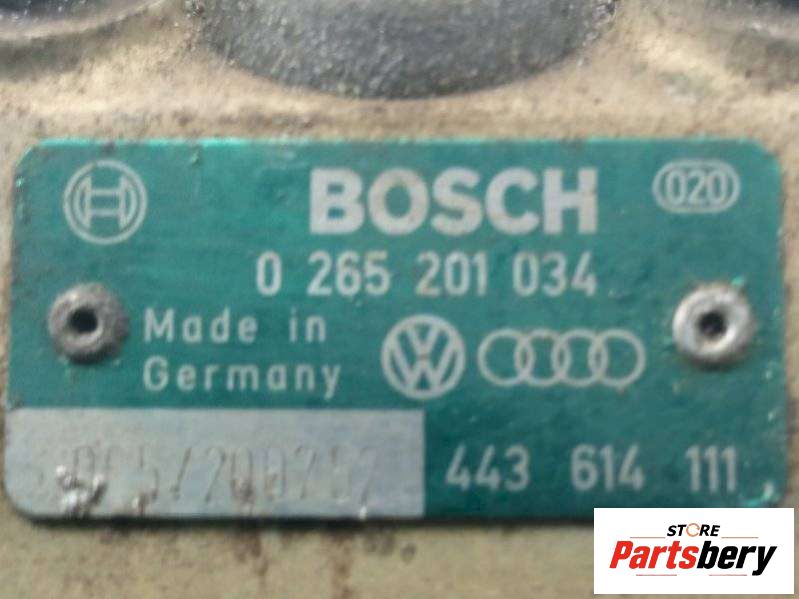 BOSCH
020
0 265 201 034
Made in
Germany
443 614 111
STORE
Partsbery